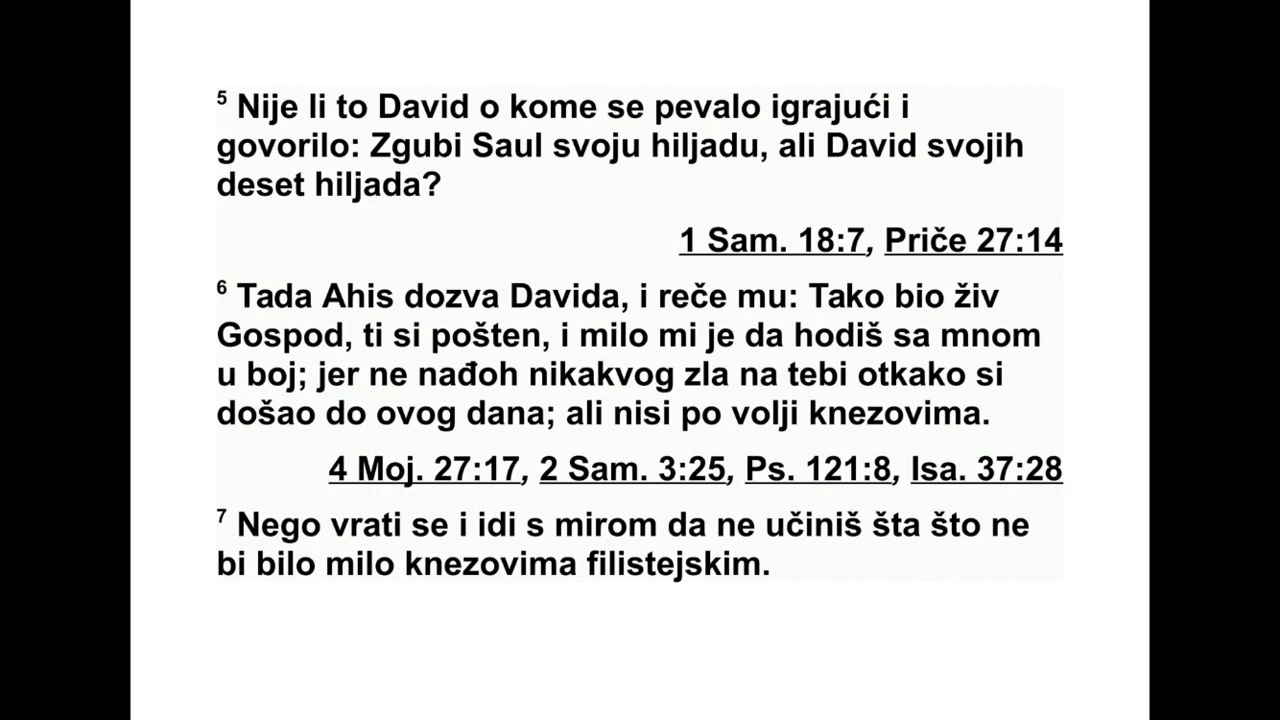 5 Nije li to David o kome se pevalo igrajući i
govorilo: Zgubi Saul svoju hiljadu, ali David svojih
deset hiljada?
1 Sam. 18:7, Priče 27:14
6 Tada Ahis dozva Davida, i reče mu: Tako bio živ
Gospod, ti si pošten, i milo mi je da hodiš sa mnom
u boj; jer ne nađoh nikakvog zla na tebi otkako si
došao do ovog dana; ali nisi po volji knezovima.
4 Moj. 27:17, 2 Sam. 3:25, Ps. 121:8, Isa. 37:28
7 Nego vrati se i idi s mirom da ne učiniš šta što ne
bi bilo milo knezovima filistejskim.